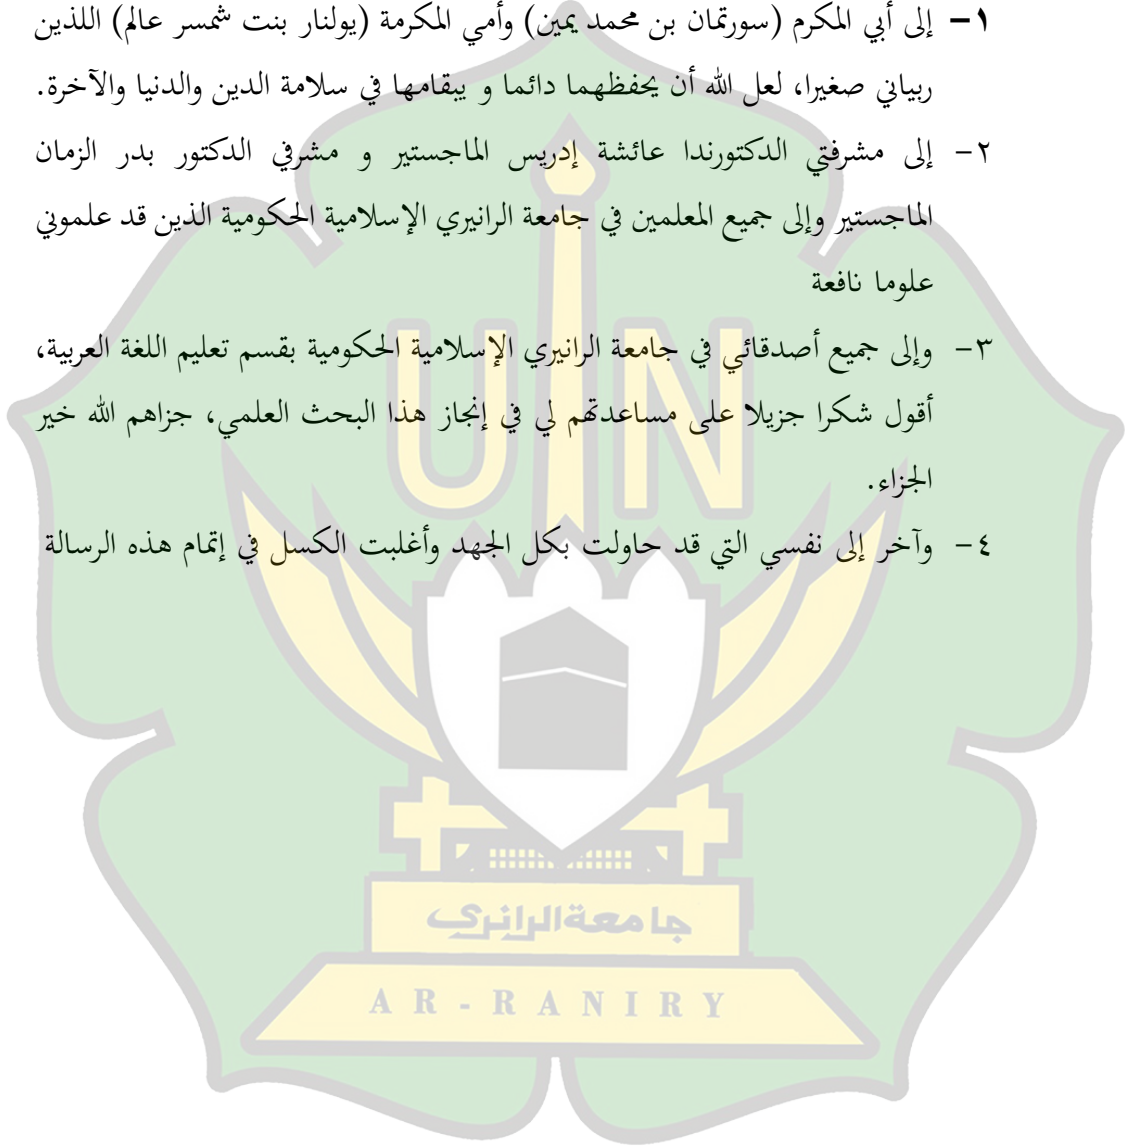 ١– إلى أبي المكرم (سورتمان بن محمد يمين) وأمي المكرمة (يولنار بنت شمسر عالم) اللذين
ربياني صغيرا، لعل الله أن يحفظهما دائما و يبقامها في سلامة الدين والدنيا والآخرة.
٢– إلى مشرفتي الدكتورندا عائشة إدريس الماجستير و مشرفي الدكتور بدر الزمان
الماجستير وإلى جميع المعلمين في جامعة الرانيري الإسلامية الحكومية الذين قد علموني
علوما نافعة
٣– وإلى جميع أصدقائي في جامعة الرانيري الإسلامية الحكومية بقسم تعليم اللغة العربية،
أقول شكرا جزيلا على مساعدتهم لي في إنجاز هذا البحث العلمي، جزاهم الله خير
الجزاء.
٤– وآخر إلى نفسي التي قد حاولت بكل الجهد وأغلبت الكسل في إتمام هذه الرسالة
UIN
جامعة الرانري
AR-RANIRY